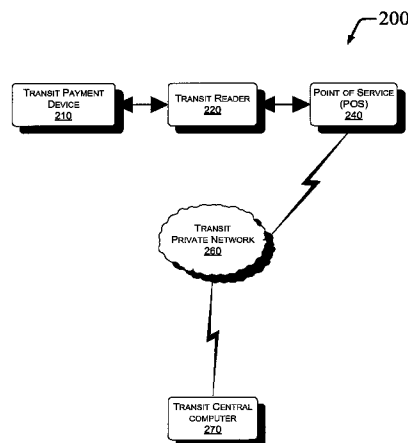 200
TRANSIT PAYMENT
DEVICE
210
TRANSIT READER
220
POINT OF SERVICE
(POS)
240
TRANSIT
PRIVATE NETWORK
260
TRANSIT CENTRAL
COMPUTER
270